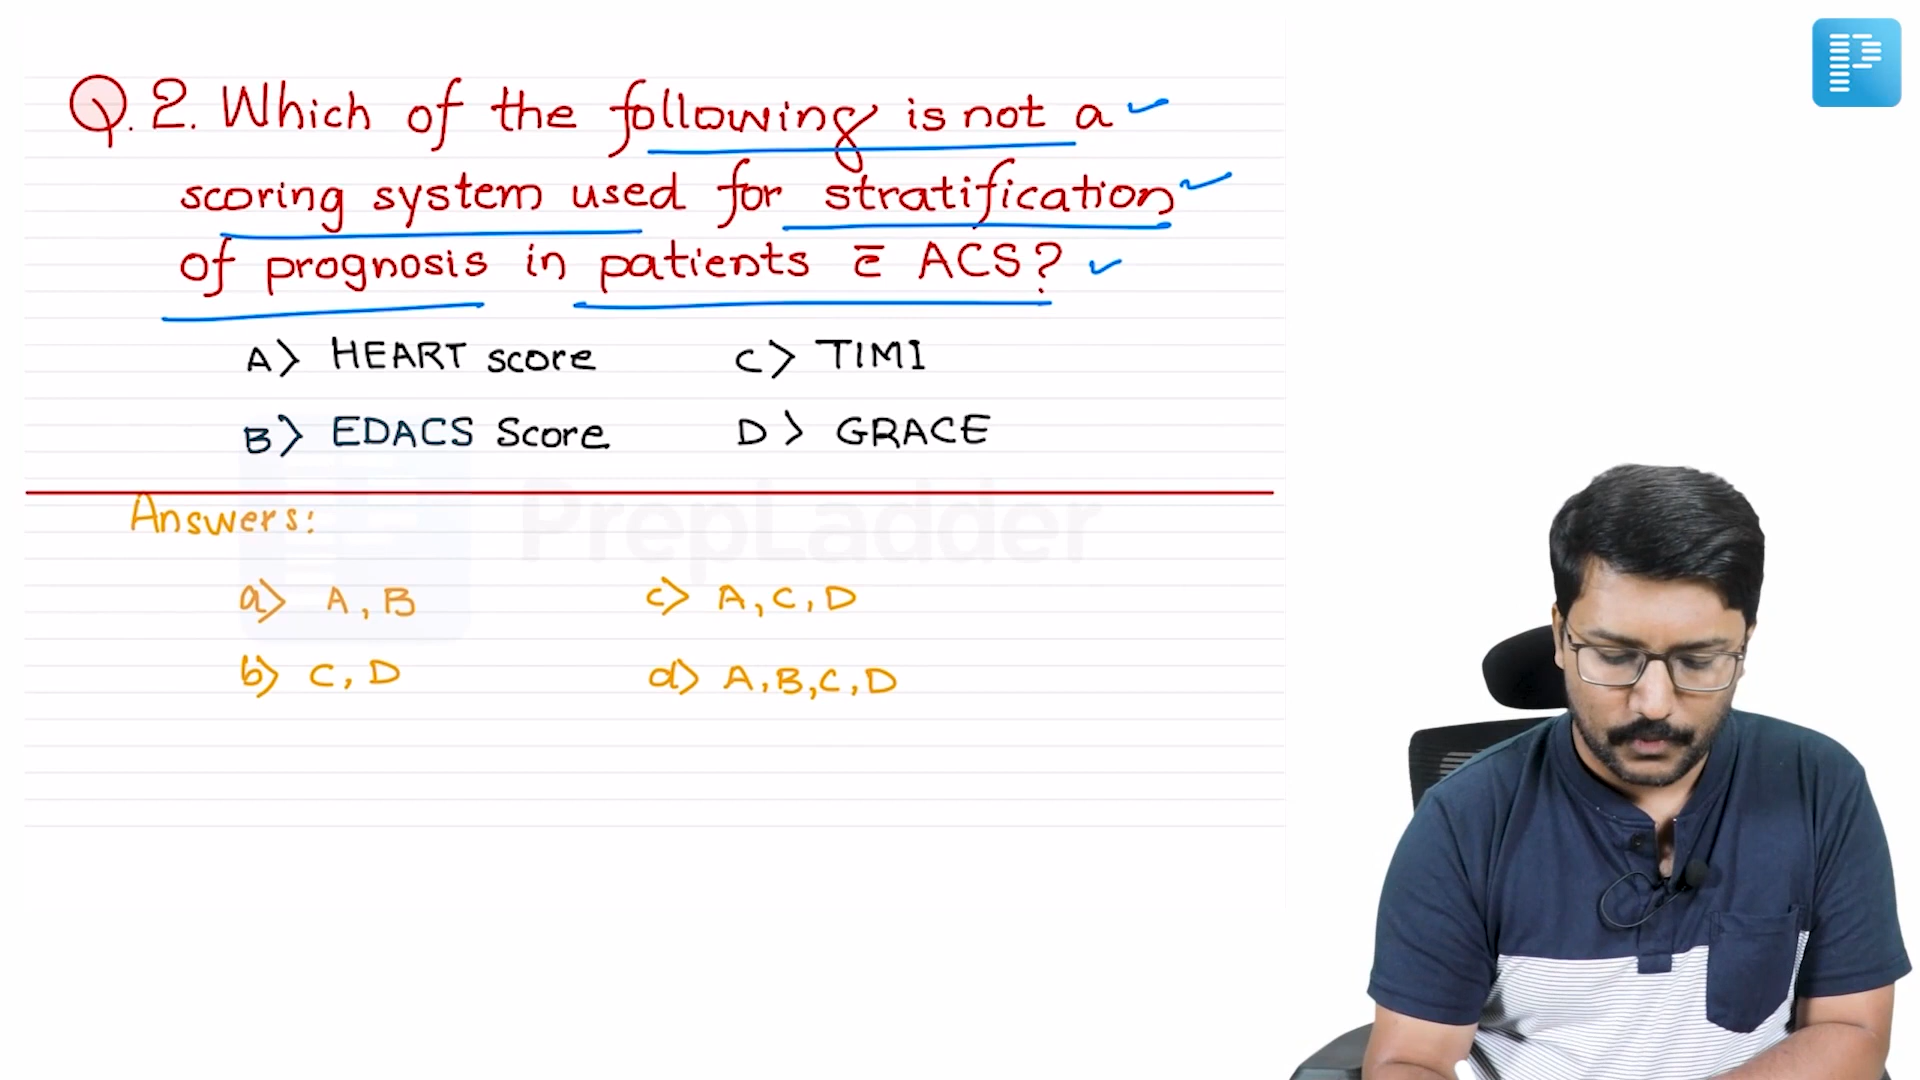 Q. 2. Which of the following is not a
scoring system used for stratification
of prognosis in patients c̄ ACS?
A> HEART score
C> TIMI
B> EDACS Score
D> GRACE
PrepLadder
Answers:
a> A, B
c> A, C, D
b> C, D
d> A, B, C, D